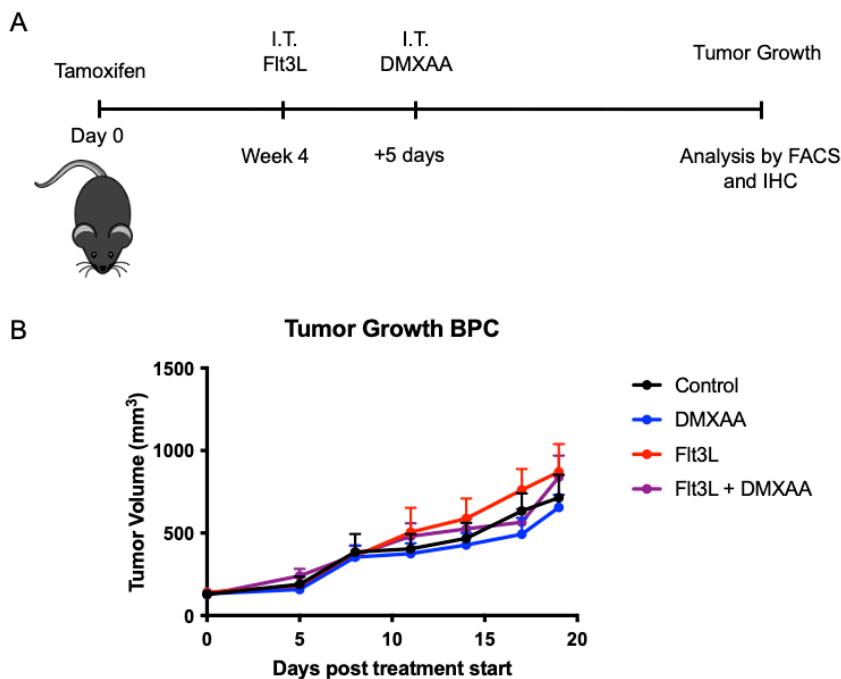 A
Tamoxifen
I.T.
Flt3L
I.T.
DMXAA
Tumor Growth
Day 0
Week 4
+5 days
Analysis by FACS
and IHC
B
Tumor Growth BPC
Tumor Volume (mm³)
1500
1000
500
0
0
5
10
15
20
Days post treatment start
Control
DMXAA
Flt3L
Flt3L + DMXAA